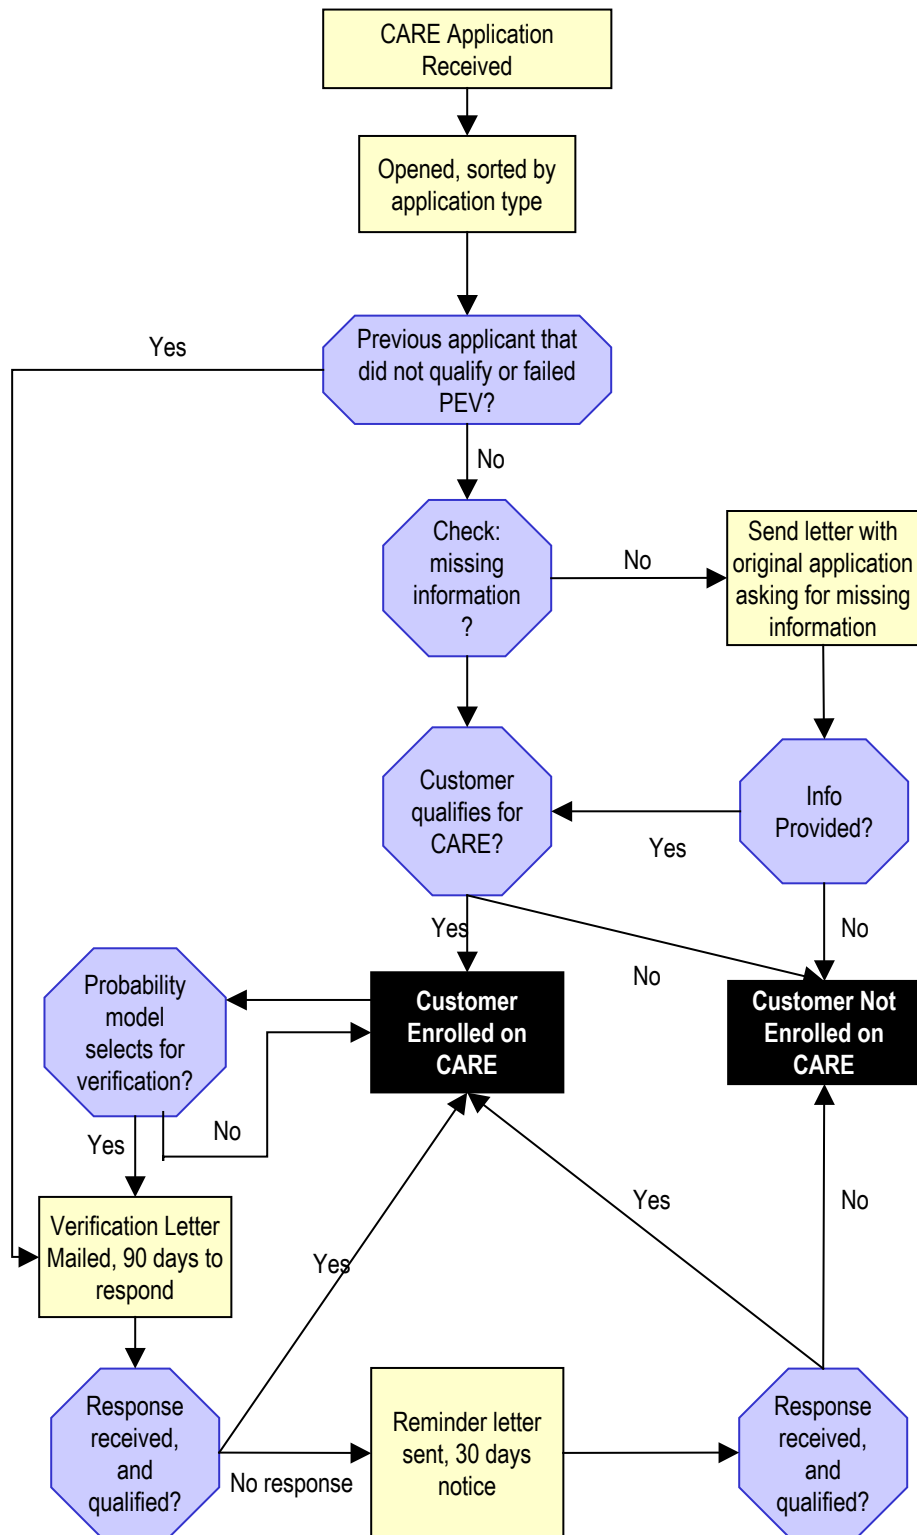 CARE Application
Received
Opened, sorted by
application type
Yes
Previous applicant that
did not qualify or failed
PEV?
No
Check:
missing
information
?
No
Send letter with
original application
asking for missing
information
Customer
qualifies for
CARE?
Yes
Info
Provided?
Yes
No
No
Probability
model
selects for
verification?
Customer
Enrolled on
CARE
Customer Not
Enrolled on
CARE
Yes
No
Verification Letter
Mailed, 90 days to
respond
Yes
Yes
No
Response
received,
and
qualified?
No response
Reminder letter
sent, 30 days
notice
Response
received,
and
qualified?